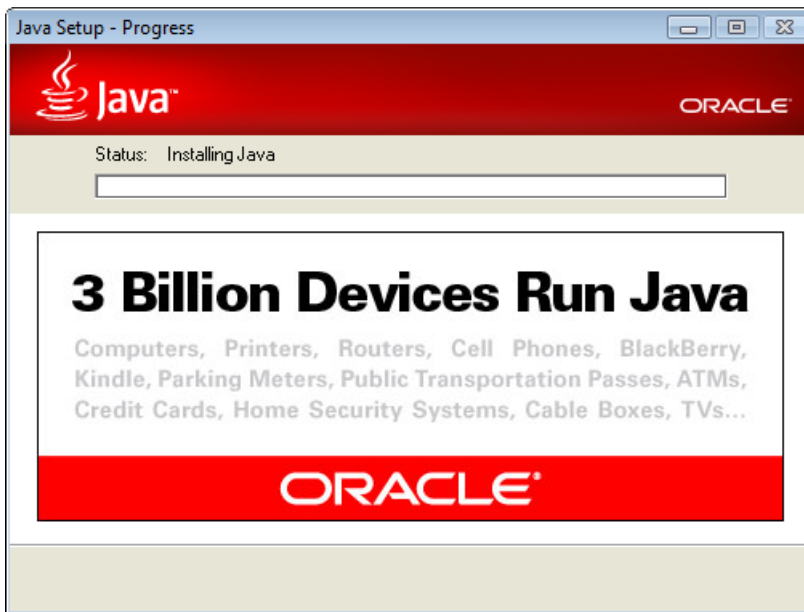 Java Setup - Progress
Java™
ORACLE®
Status: Installing Java
3 Billion Devices Run Java
Computers, Printers, Routers, Cell Phones, BlackBerry,
Kindle, Parking Meters, Public Transportation Passes, ATMs,
Credit Cards, Home Security Systems, Cable Boxes, TVs...
ORACLE®